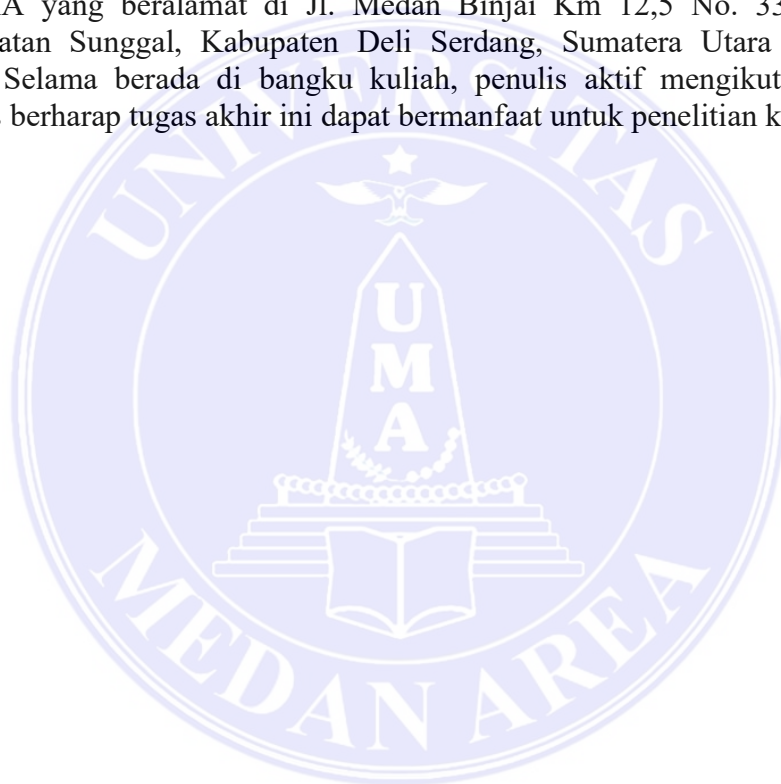 A yang beralamat di Jl. Medan Binjai Km 12,5 No. 33
atan Sunggal, Kabupaten Deli Serdang, Sumatera Utara
Selama berada di bangku kuliah, penulis aktif mengikut
berharap tugas akhir ini dapat bermanfaat untuk penelitian k
UNIVERSITAS
U
M
A
MEDAN AREA